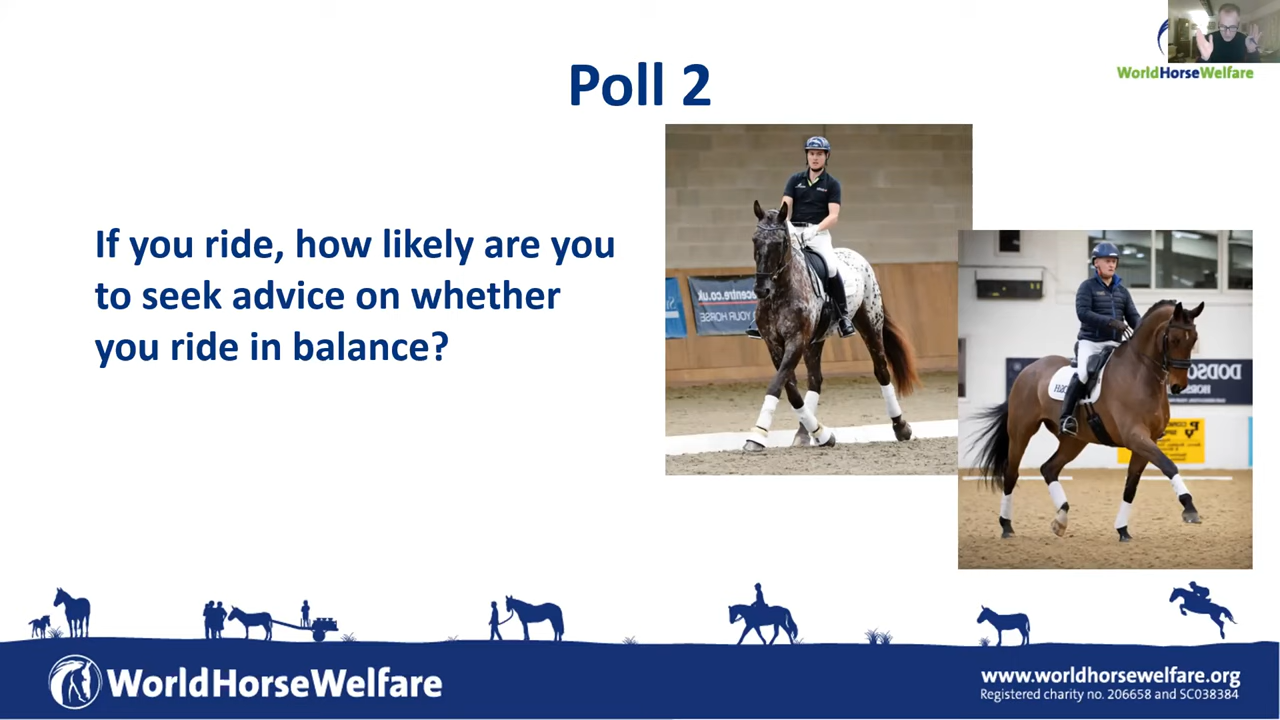 Poll 2
WorldHorseWelfare
If you ride, how likely are you
to seek advice on whether
you ride in balance?
WorldHorseWelfare
www.worldhorsewelfare.org
Registered charity no. 206658 and SC038384